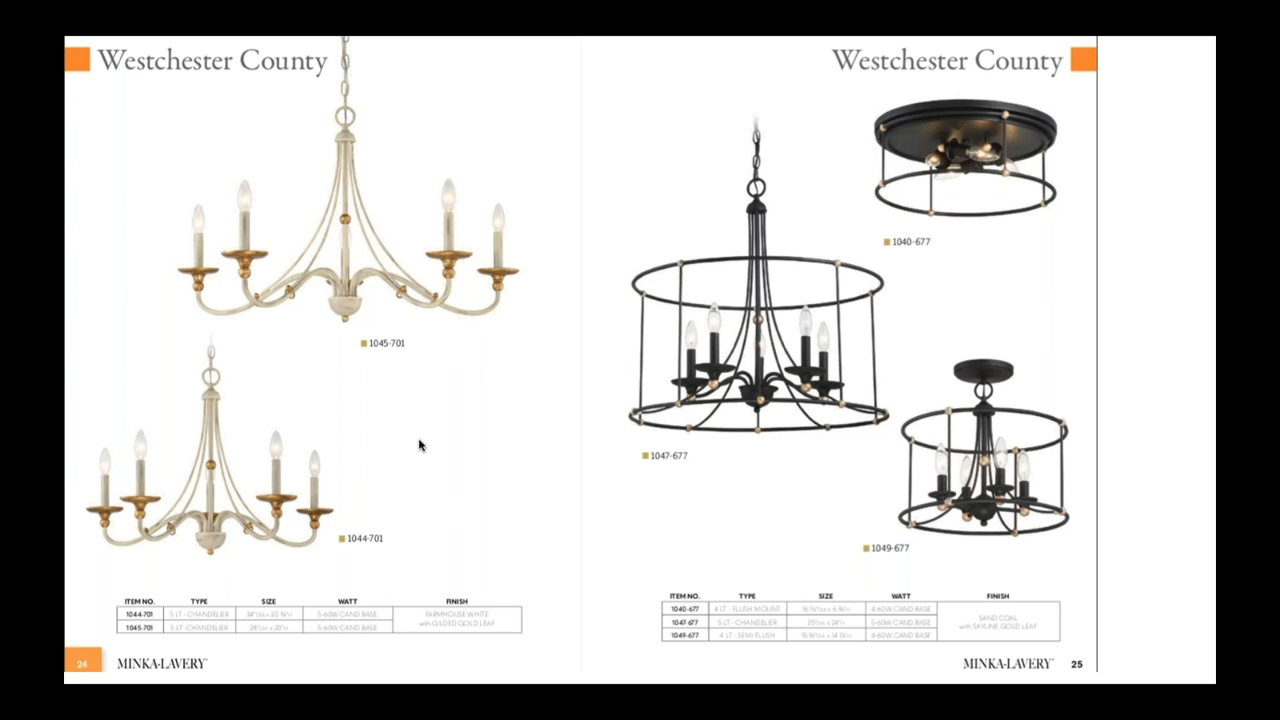 Westchester County
1045-701
1044-701
ITEM NO. TYPE SIZE WATT FINISH
1044-701 5 LT - CHANDELIER 5-60W CAND BASE FARMHOUSE WHITE
with GILDED GOLD LEAF
1045-701 5 LT - CHANDELIER 5-60W CAND BASE
24 MINKA-LAVERY
Westchester County
1040-677
1047-677
1049-677
ITEM NO. TYPE SIZE WATT FINISH
1040-677 4 LT - FLUSH MOUNT 4-60W CAND BASE SAND COAL
with SKYLINE GOLD LEAF
1047-677 5 LT - CHANDELIER 5-60W CAND BASE
1049-677 4 LT - SEMI FLUSH 4-60W CAND BASE
MINKA-LAVERY 25